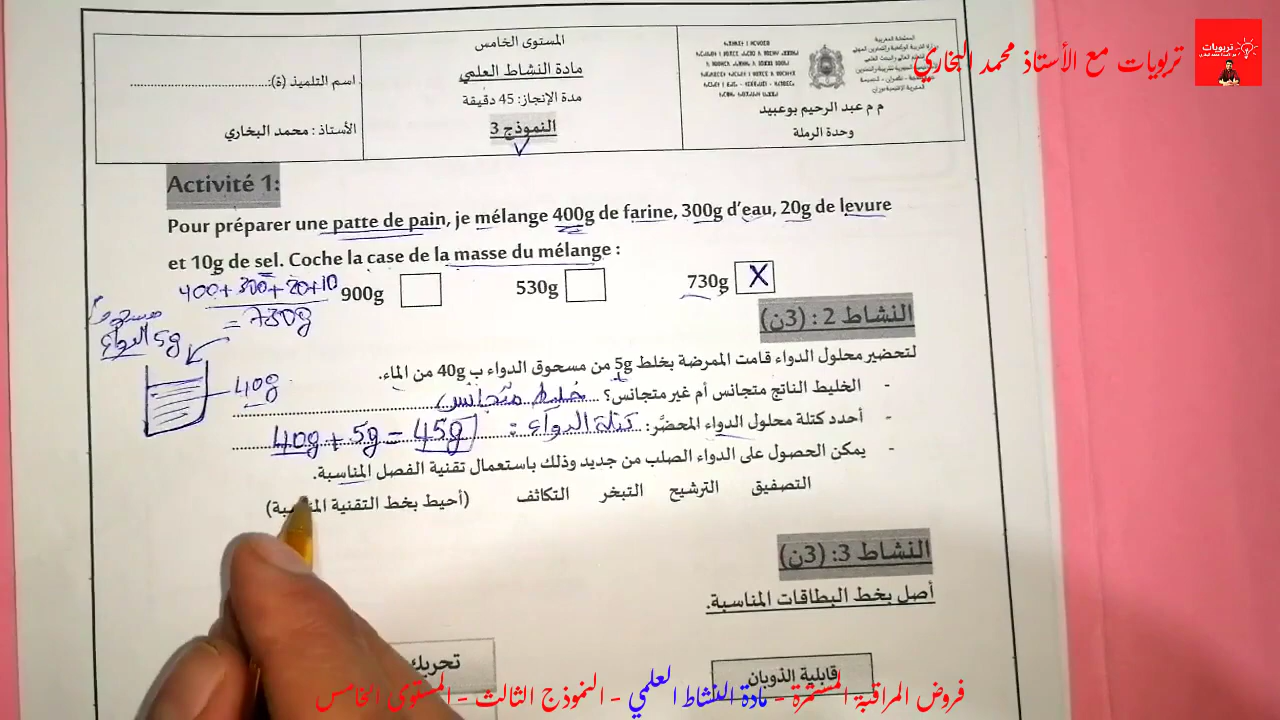 تربويات مع الأستاذ محمد البخاري
تربويات
المستوى الخامس
مادة النشاط العلمي
مدة الإنجاز: 45 دقيقة
النموذج 3
اسم التلميذ (ة):
الأستاذ: محمد البخاري
المملكة المغربية
م م عبد الرحيم بوعبيد
وحدة الرملة
Activité 1:
Pour préparer une patte de pain, je mélange 400g de farine, 300g d'eau, 20g de levure
et 10g de sel. Coche la case de la masse du mélange :
900g
530g
730g X
400+300+20+10
= 730g
مسحوق
الدواء 5g
40g
النشاط 2 : (3ن)
لتحضير محلول الدواء قامت الممرضة بخلط 5g من مسحوق الدواء ب 40g من الماء.
- الخليط الناتج متجانس أم غير متجانس؟ خليط متجانس
- أحدد كتلة محلول الدواء المحضَّر: كتلة الدواء : 40g + 5g = 45g
- يمكن الحصول على الدواء الصلب من جديد وذلك باستعمال تقنية الفصل المناسبة.
التصفيق الترشيح التبخر التكاثف (أحيط بخط التقنية المناسبة)
النشاط 3: (3ن)
أصل بخط البطاقات المناسبة.
قابلية الذوبان
تحريك
فروض المراقبة المستمرة - مادة النشاط العلمي - النموذج الثالث - المستوى الخامس